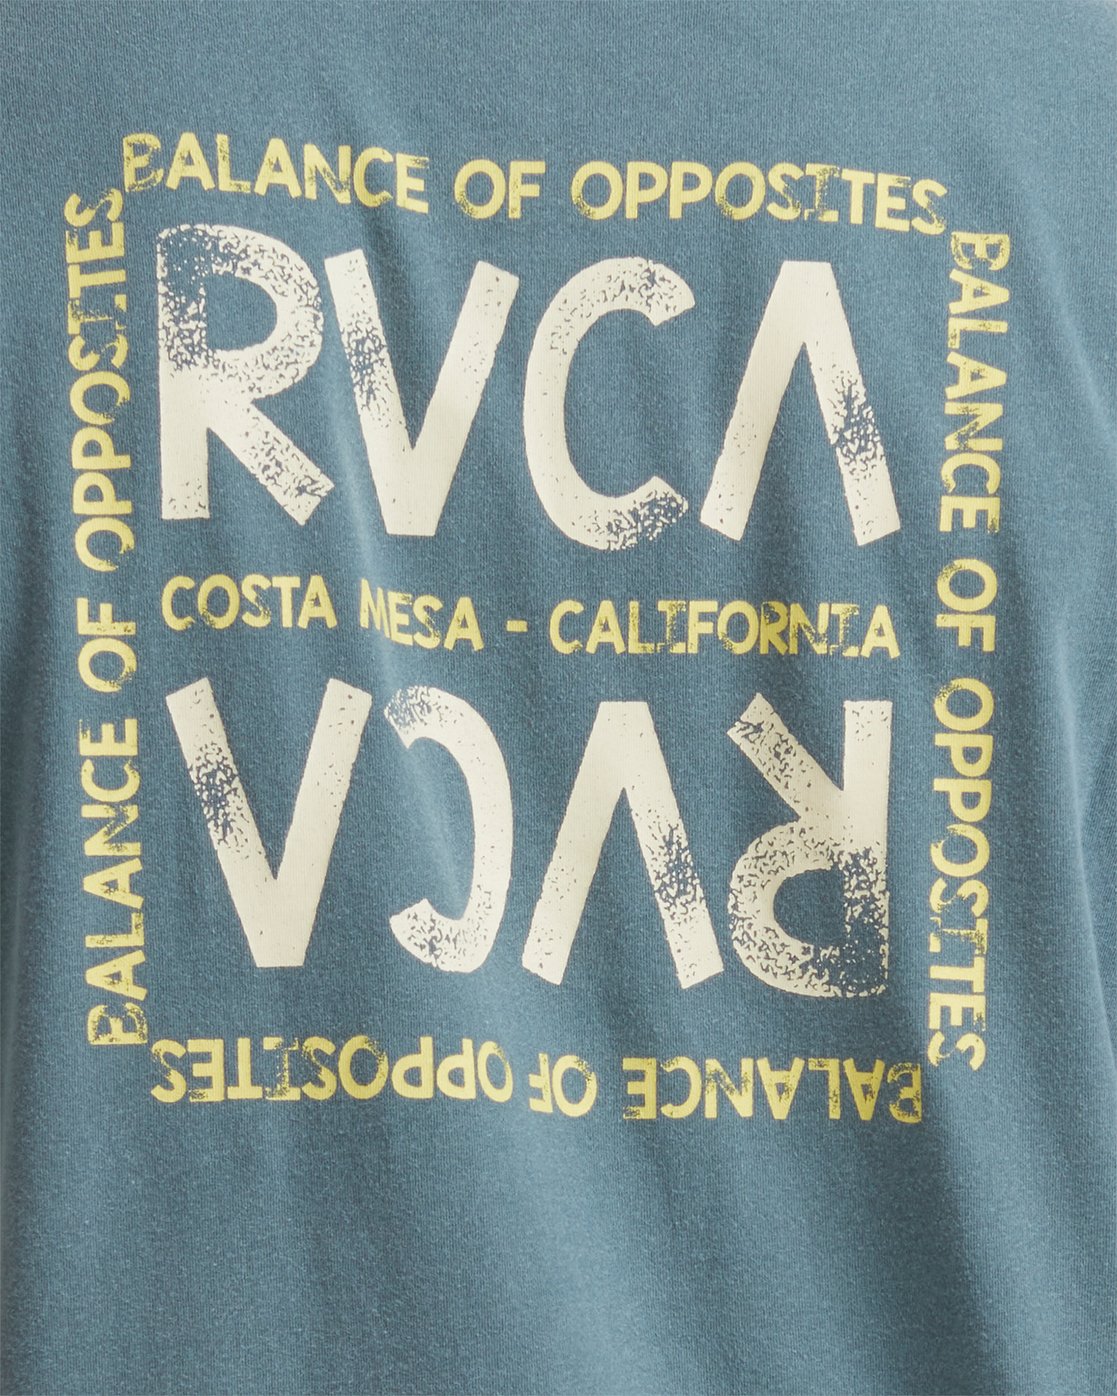 BALANCE OF OPPOSITES
BALANCE OF OPPOSITES
BALANCE OF OPPOSITES
RVCA
COSTA MESA - CALIFORNIA
RVCA
BALANCE OF OPPOSITES